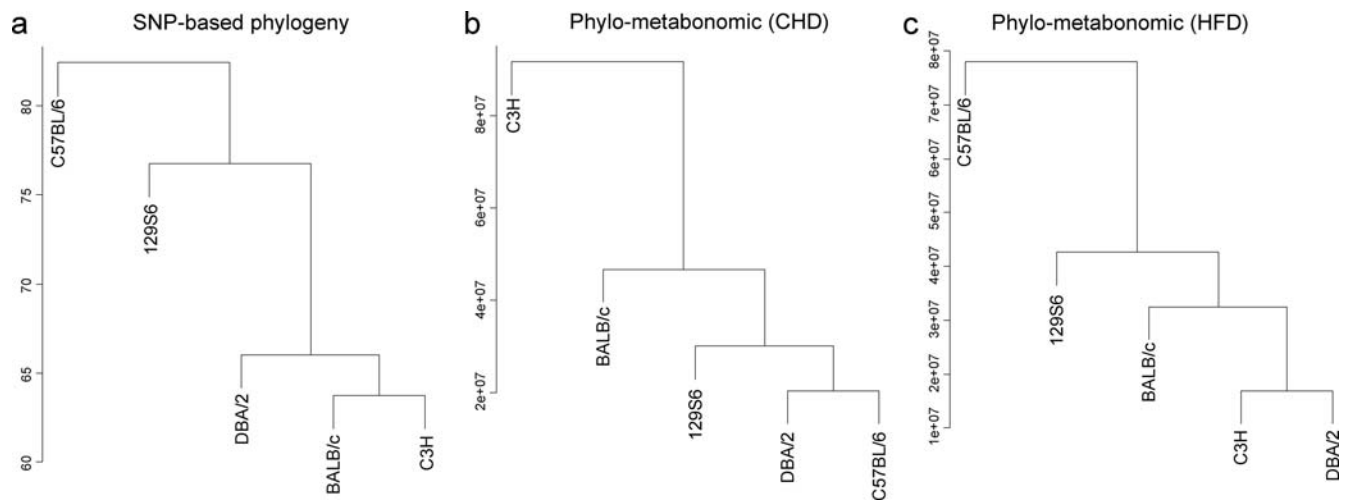 a
SNP-based phylogeny
80
75
70
65
60
C57BL/6
129S6
DBA/2
BALB/c
C3H
b
Phylo-metabonomic (CHD)
8e+07
6e+07
4e+07
2e+07
C3H
BALB/c
129S6
DBA/2
C57BL/6
c
Phylo-metabonomic (HFD)
8e+07
7e+07
6e+07
5e+07
4e+07
3e+07
2e+07
1e+07
C57BL/6
129S6
BALB/c
C3H
DBA/2